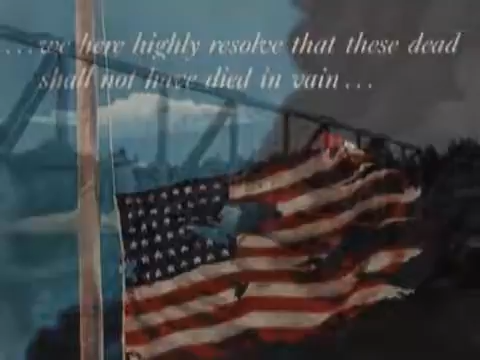 ...we here highly resolve that these dead
shall not have died in vain...